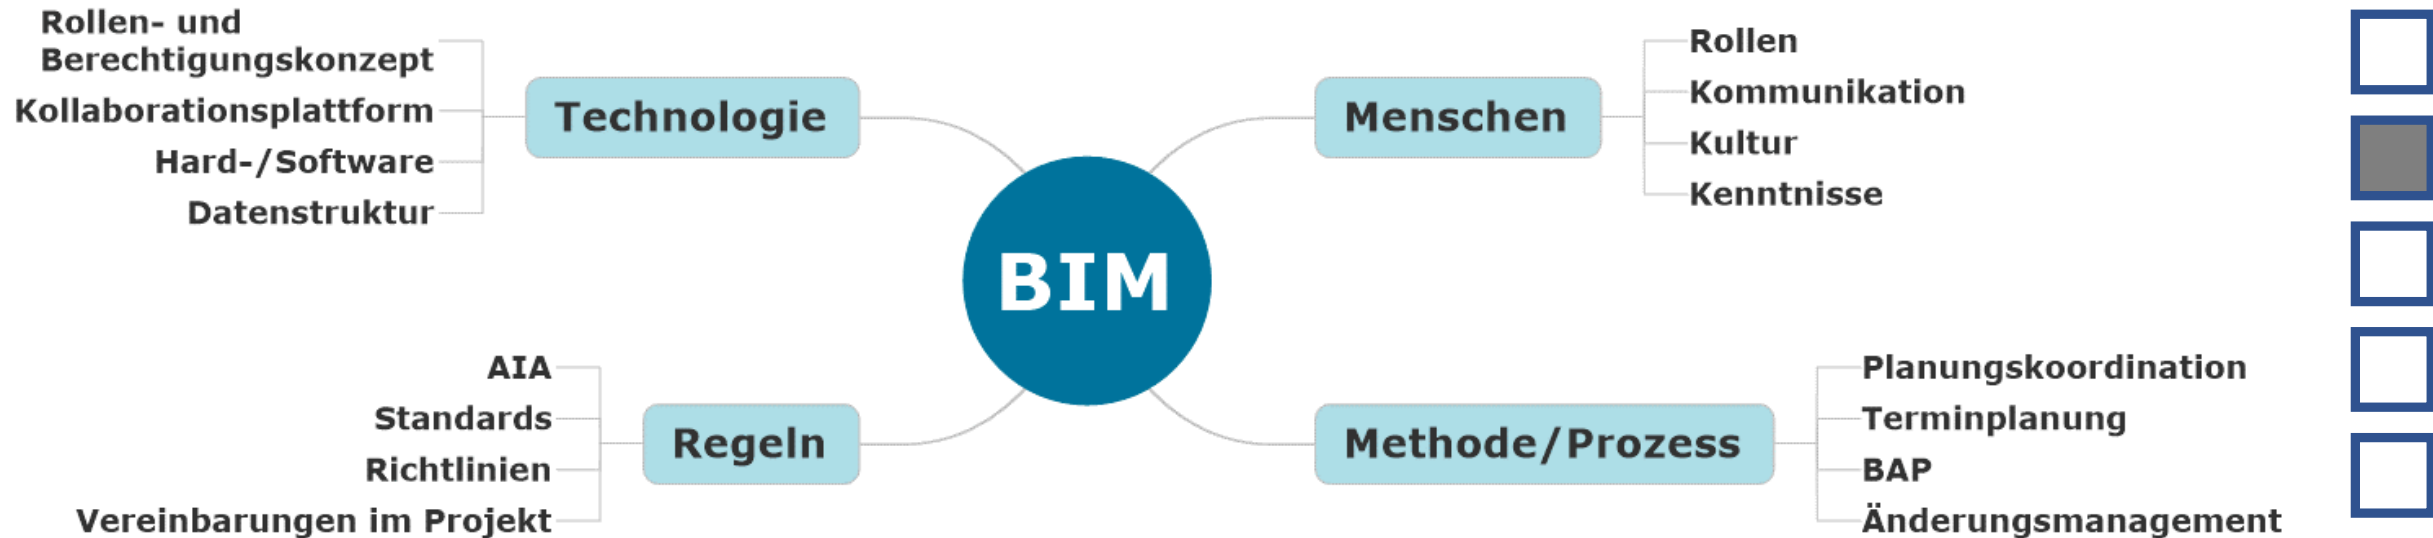 Rollen- und
Berechtigungskonzept
Kollaborationsplattform
Hard-/Software
Datenstruktur
Technologie
Menschen
Rollen
Kommunikation
Kultur
Kenntnisse
BIM
AIA
Standards
Richtlinien
Vereinbarungen im Projekt
Regeln
Methode/Prozess
Planungskoordination
Terminplanung
BAP
Änderungsmanagement